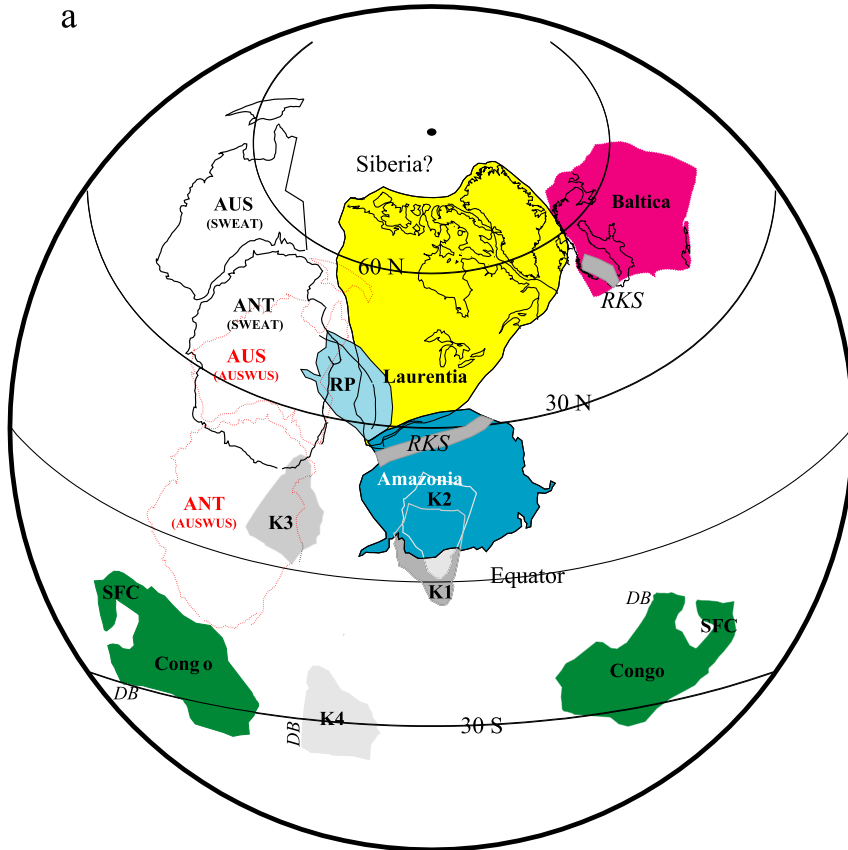 a
Siberia?
AUS
(SWEAT)
Baltica
60 N
RKS
ANT
(SWEAT)
AUS
(AUSWUS)
RP
Laurentia
30 N
RKS
Amazonia
K2
ANT
(AUSWUS)
K3
Equator
K1
SFC
DB
SFC
Cong o
Congo
DB
DB
K4
30 S